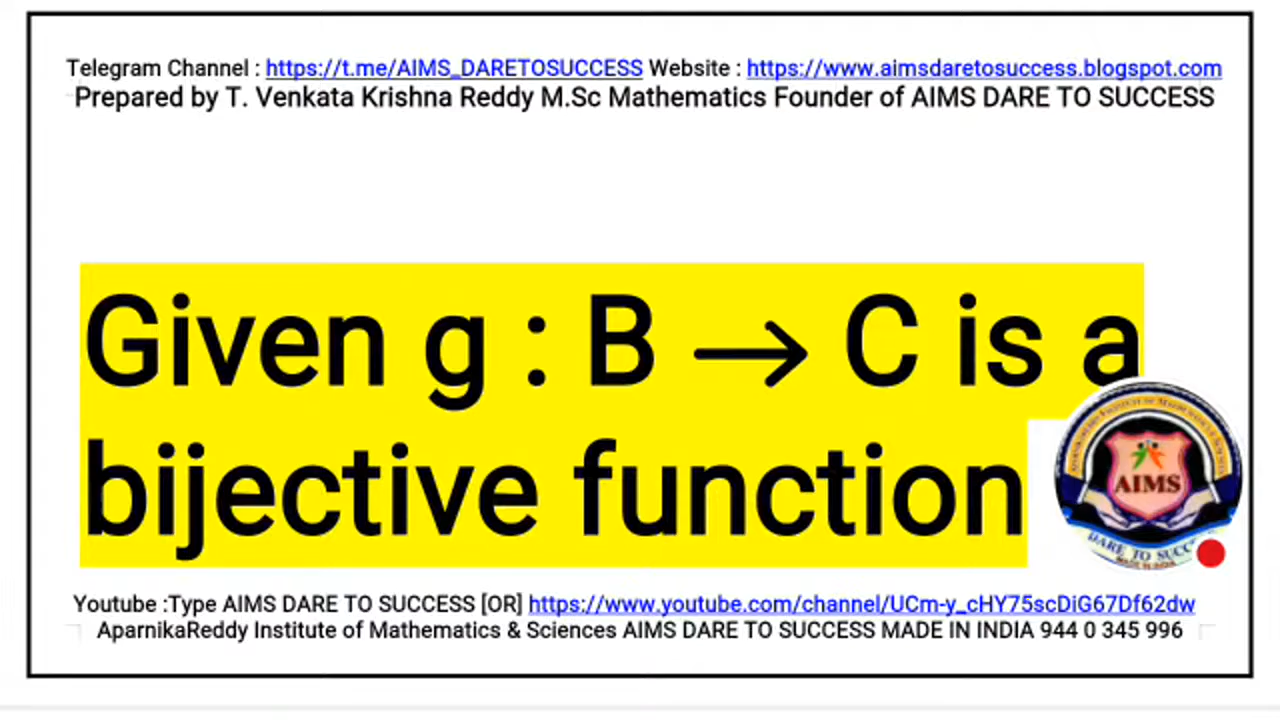 Telegram Channel : https://t.me/AIMS_DARETOSUCCESS Website : https://www.aimsdaretosuccess.blogspot.com
Prepared by T. Venkata Krishna Reddy M.Sc Mathematics Founder of AIMS DARE TO SUCCESS
Given g : B → C is a
bijective function
AIMS
DARE TO SUCC
Youtube :Type AIMS DARE TO SUCCESS [OR] https://www.youtube.com/channel/UCm-y_cHY75scDiG67Df62dw
AparnikaReddy Institute of Mathematics & Sciences AIMS DARE TO SUCCESS MADE IN INDIA 944 0 345 996